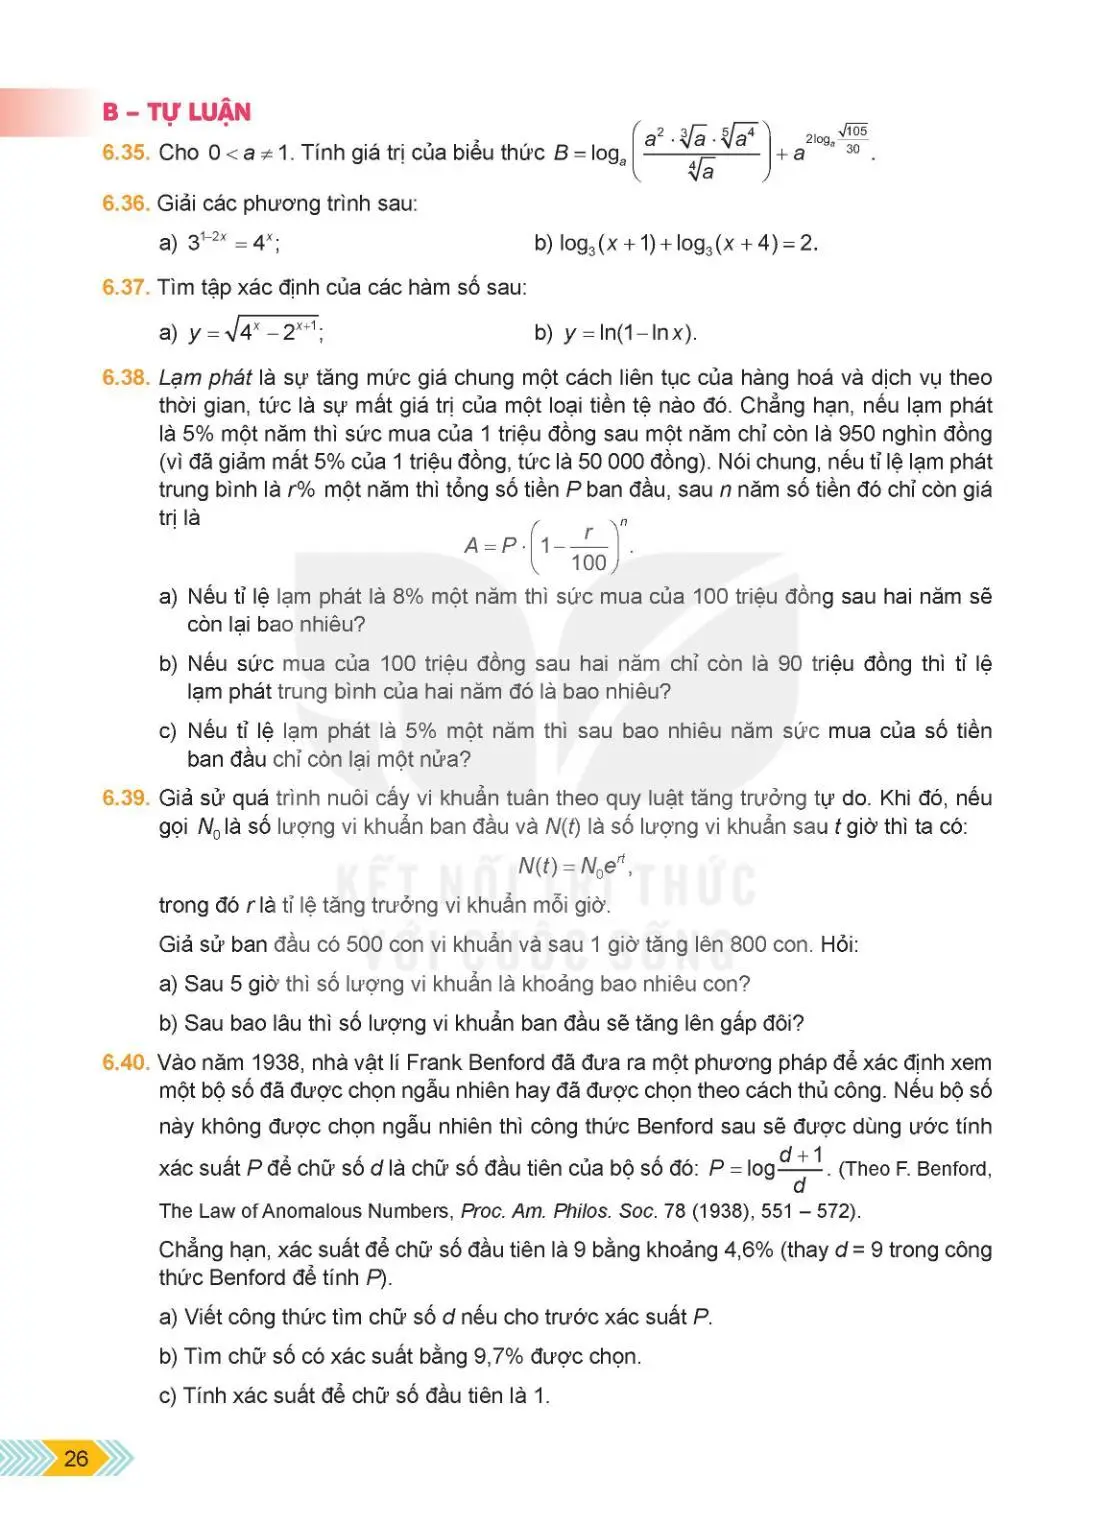 B – TỰ LUẬN
6.35. Cho 0 < a ≠ 1. Tính giá trị của biểu thức B = logₐ((a² · ∛a · ⁵√a⁴)/(⁴√a)) + a^(2logₐ(√105/30)).
6.36. Giải các phương trình sau:
a) 3^(1–2x) = 4^x; b) log₃(x + 1) + log₃(x + 4) = 2.
6.37. Tìm tập xác định của các hàm số sau:
a) y = √(4^x – 2^(x+1)); b) y = ln(1 – ln x).
6.38. Lạm phát là sự tăng mức giá chung một cách liên tục của hàng hoá và dịch vụ theo
thời gian, tức là sự mất giá trị của một loại tiền tệ nào đó. Chẳng hạn, nếu lạm phát
là 5% một năm thì sức mua của 1 triệu đồng sau một năm chỉ còn là 950 nghìn đồng
(vì đã giảm mất 5% của 1 triệu đồng, tức là 50 000 đồng). Nói chung, nếu tỉ lệ lạm phát
trung bình là r% một năm thì tổng số tiền P ban đầu, sau n năm số tiền đó chỉ còn giá
trị là
A = P · (1 – r/100)^n.
a) Nếu tỉ lệ lạm phát là 8% một năm thì sức mua của 100 triệu đồng sau hai năm sẽ
còn lại bao nhiêu?
b) Nếu sức mua của 100 triệu đồng sau hai năm chỉ còn là 90 triệu đồng thì tỉ lệ
lạm phát trung bình của hai năm đó là bao nhiêu?
c) Nếu tỉ lệ lạm phát là 5% một năm thì sau bao nhiêu năm sức mua của số tiền
ban đầu chỉ còn lại một nửa?
6.39. Giả sử quá trình nuôi cấy vi khuẩn tuân theo quy luật tăng trưởng tự do. Khi đó, nếu
gọi N₀ là số lượng vi khuẩn ban đầu và N(t) là số lượng vi khuẩn sau t giờ thì ta có:
N(t) = N₀e^(rt),
KẾT NỐI TRI THỨC
trong đó r là tỉ lệ tăng trưởng vi khuẩn mỗi giờ.
VỚI CUỘC SỐNG
Giả sử ban đầu có 500 con vi khuẩn và sau 1 giờ tăng lên 800 con. Hỏi:
a) Sau 5 giờ thì số lượng vi khuẩn là khoảng bao nhiêu con?
b) Sau bao lâu thì số lượng vi khuẩn ban đầu sẽ tăng lên gấp đôi?
6.40. Vào năm 1938, nhà vật lí Frank Benford đã đưa ra một phương pháp để xác định xem
một bộ số đã được chọn ngẫu nhiên hay đã được chọn theo cách thủ công. Nếu bộ số
này không được chọn ngẫu nhiên thì công thức Benford sau sẽ được dùng ước tính
xác suất P để chữ số d là chữ số đầu tiên của bộ số đó: P = log (d + 1)/d. (Theo F. Benford,
The Law of Anomalous Numbers, Proc. Am. Philos. Soc. 78 (1938), 551 – 572).
Chẳng hạn, xác suất để chữ số đầu tiên là 9 bằng khoảng 4,6% (thay d = 9 trong công
thức Benford để tính P).
a) Viết công thức tìm chữ số d nếu cho trước xác suất P.
b) Tìm chữ số có xác suất bằng 9,7% được chọn.
c) Tính xác suất để chữ số đầu tiên là 1.
26